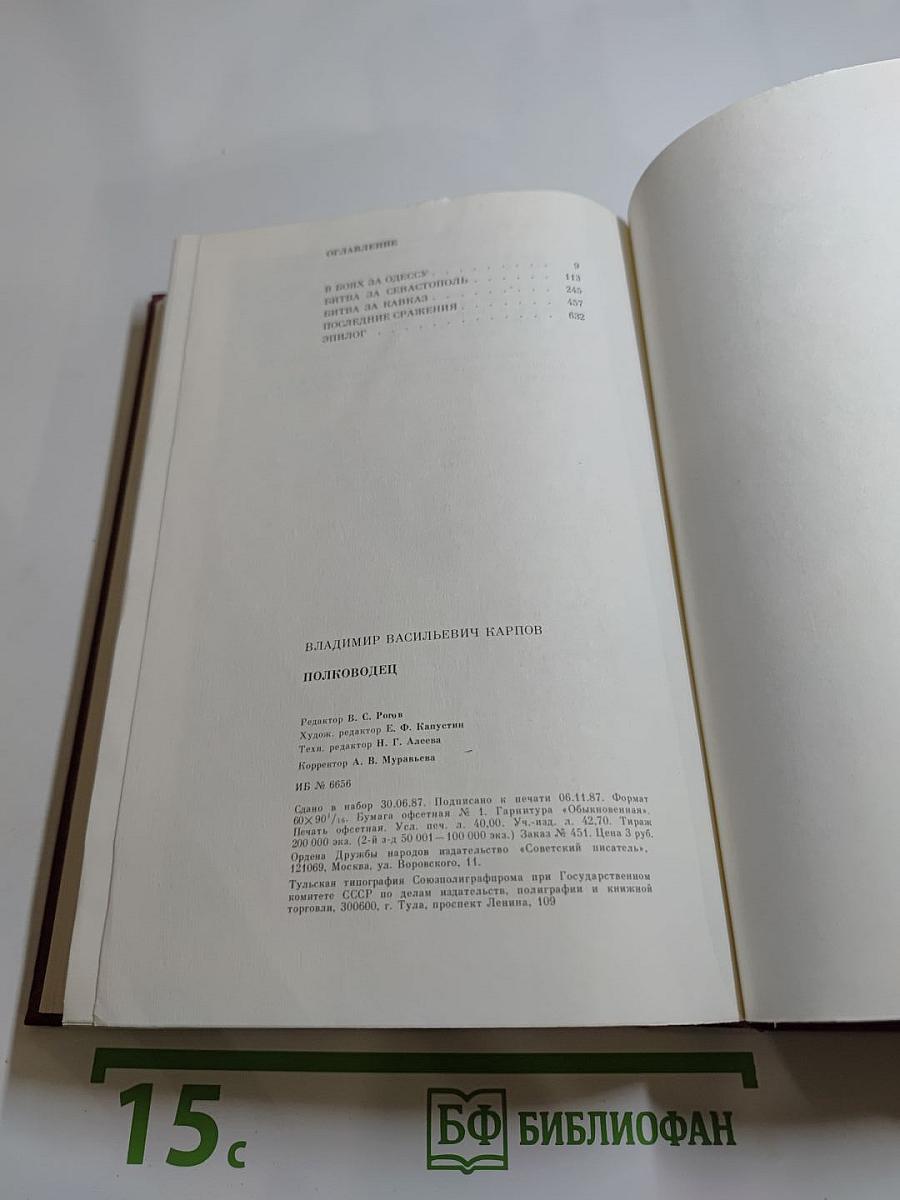 ОГЛАВЛЕНИЕ
В БОЯХ ЗА ОДЕССУ . . . . . . . . 9
БИТВА ЗА СЕВАСТОПОЛЬ . . . . . . 113
БИТВА ЗА КАВКАЗ . . . . . . . . 245
ПОСЛЕДНИЕ СРАЖЕНИЯ . . . . . . . 457
ЭПИЛОГ . . . . . . . . . . . 632
ВЛАДИМИР ВАСИЛЬЕВИЧ КАРПОВ
ПОЛКОВОДЕЦ
Редактор В. С. Рогов
Худож. редактор Е. Ф. Капустин
Техн. редактор Н. Г. Алеева
Корректор А. В. Муравьева
ИБ № 6656
Сдано в набор 30.06.87. Подписано к печати 06.11.87. Формат
60×90¹/₁₆. Бумага офсетная № 1. Гарнитура «Обыкновенная».
Печать офсетная. Усл. печ. л. 40,00. Уч.-изд. л. 42,70. Тираж
200 000 экз. (2-й з-д 50 001—100 000 экз.) Заказ № 451. Цена 3 руб.
Ордена Дружбы народов издательство «Советский писатель»,
121069, Москва, ул. Воровского, 11.
Тульская типография Союзполиграфпрома при Государственном
комитете СССР по делам издательств, полиграфии и книжной
торговли, 300600, г. Тула, проспект Ленина, 109
15 с
БФ БИБЛИОФАН